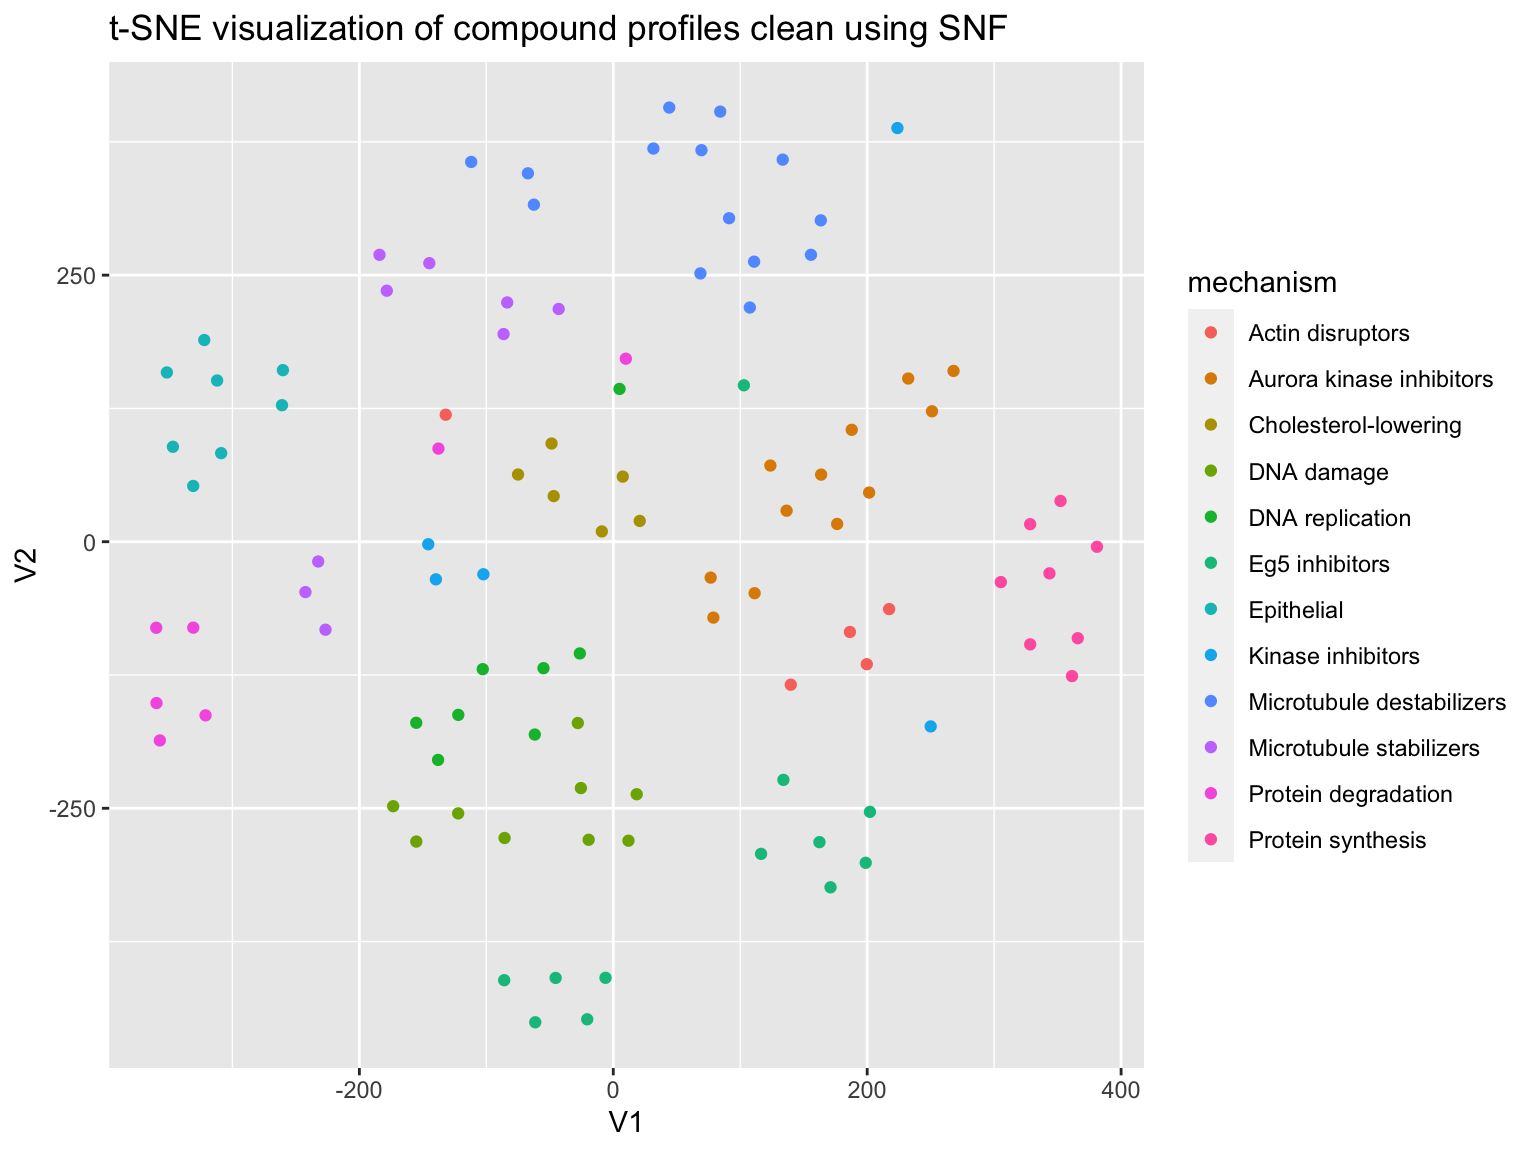 t-SNE visualization of compound profiles clean using SNF
V2
250
0
-250
-200
0
200
400
V1
mechanism
Actin disruptors
Aurora kinase inhibitors
Cholesterol-lowering
DNA damage
DNA replication
Eg5 inhibitors
Epithelial
Kinase inhibitors
Microtubule destabilizers
Microtubule stabilizers
Protein degradation
Protein synthesis